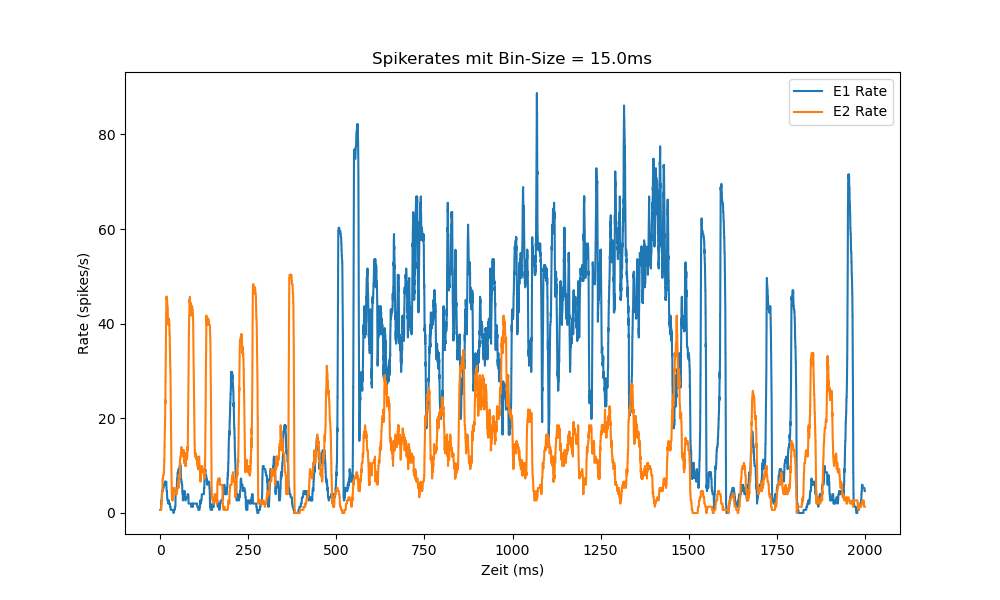 Spikerates mit Bin-Size = 15.0ms
E1 Rate
E2 Rate
80
60
40
20
0
Rate (spikes/s)
0 250 500 750 1000 1250 1500 1750 2000
Zeit (ms)